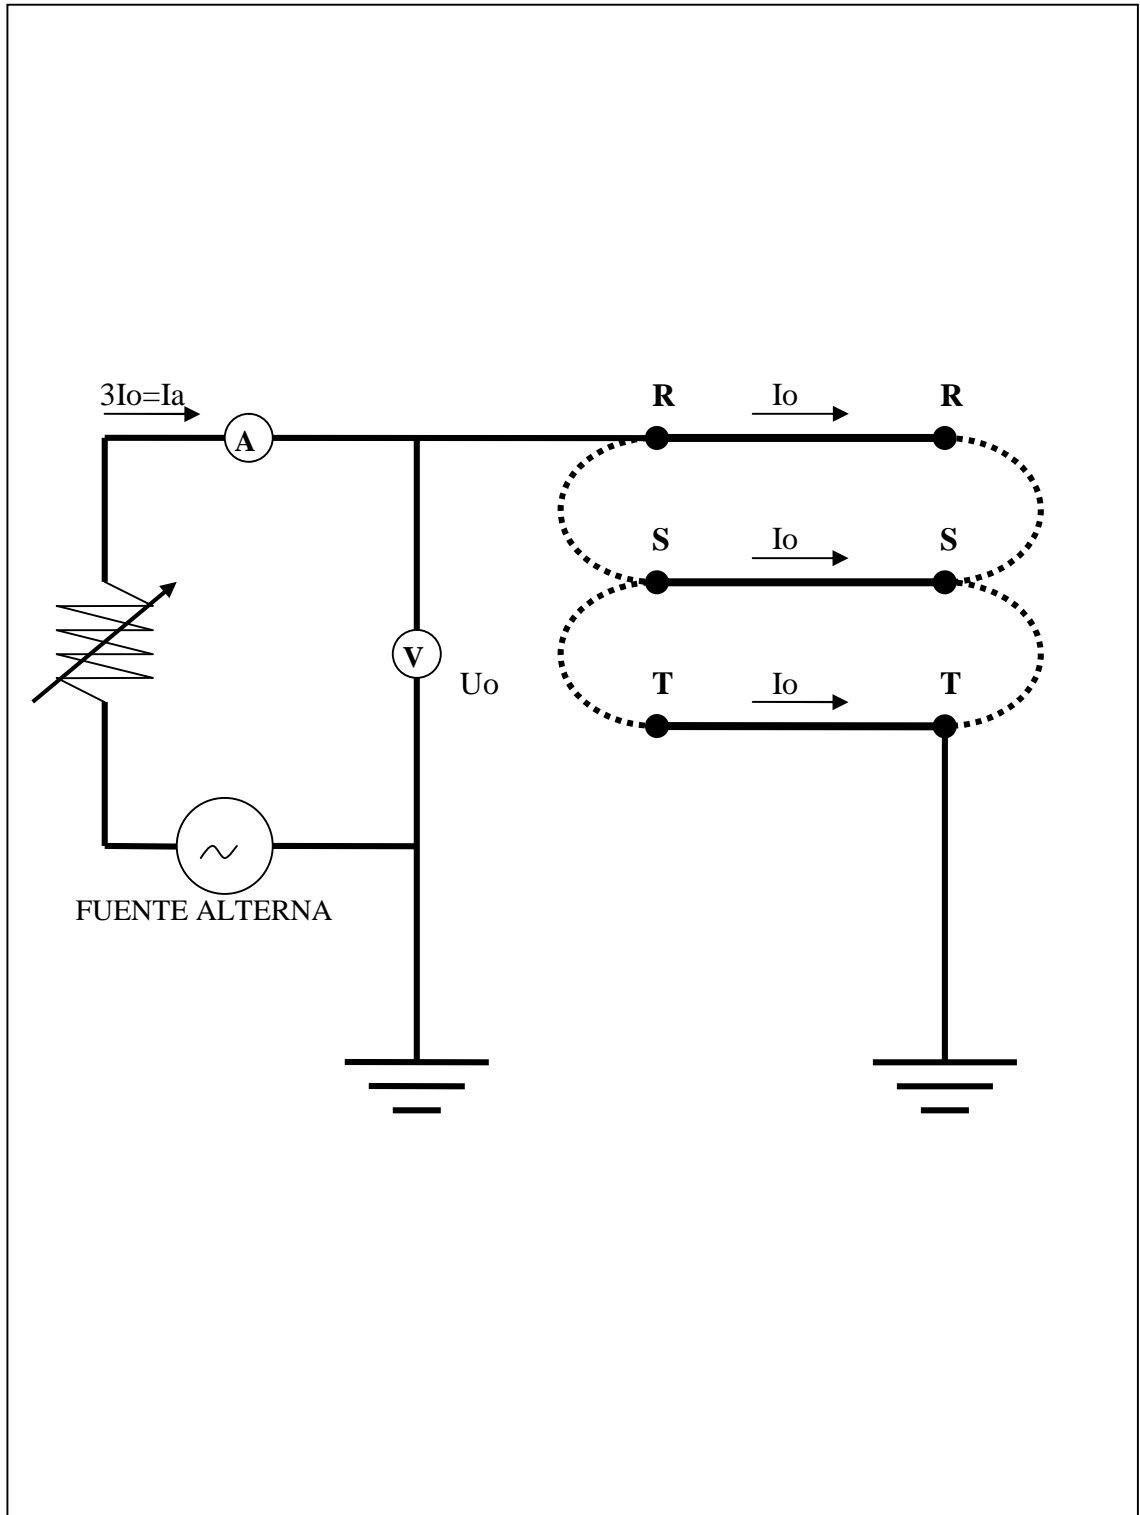 3Io=Ia
R Io R
A
S Io S
V
Uo
T Io T
FUENTE ALTERNA